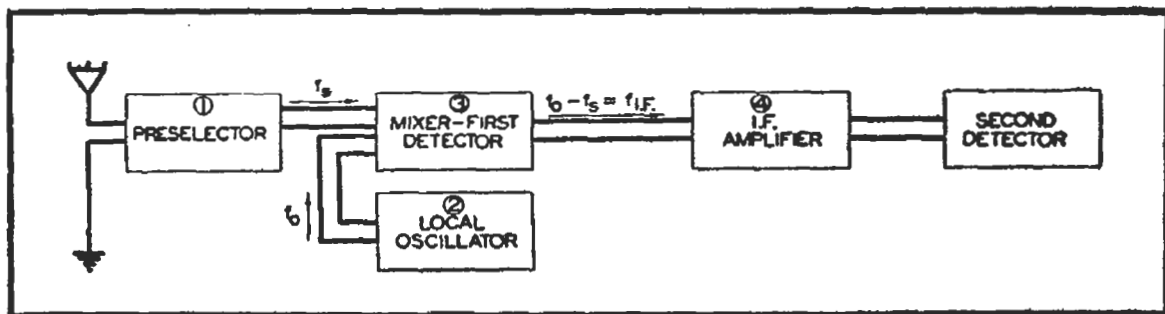 ①
PRESELECTOR
fs
③
MIXER-FIRST
DETECTOR
fo - fs = fI.F.
④
I.F.
AMPLIFIER
SECOND
DETECTOR
fo
②
LOCAL
OSCILLATOR